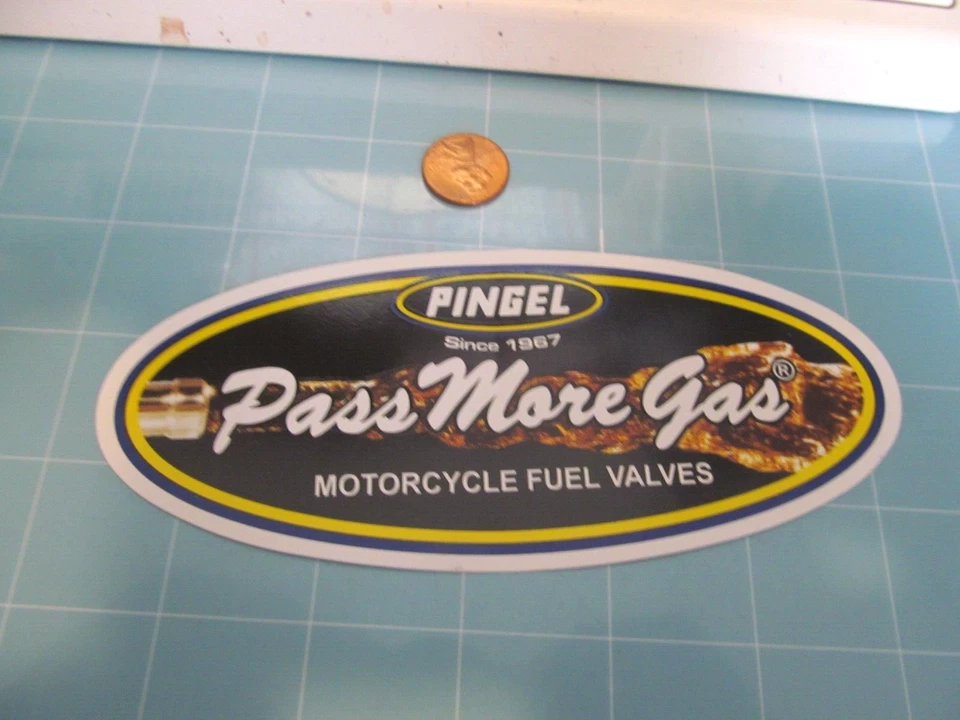 PINGEL
Since 1967
Pass More Gas®
MOTORCYCLE FUEL VALVES